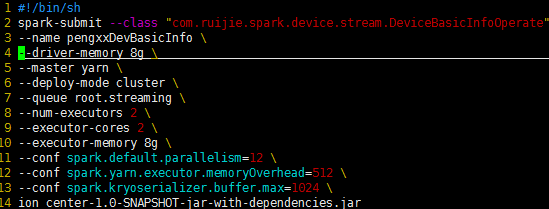 1 #!/bin/sh
2 spark-submit --class "com.ruijie.spark.device.stream.DeviceBasicInfoOperate"
3 --name pengxxDevBasicInfo \
4 --driver-memory 8g \
5 --master yarn \
6 --deploy-mode cluster \
7 --queue root.streaming \
8 --num-executors 2 \
9 --executor-cores 2 \
10 --executor-memory 8g \
11 --conf spark.default.parallelism=12 \
12 --conf spark.yarn.executor.memoryOverhead=512 \
13 --conf spark.kryoserializer.buffer.max=1024 \
14 ion center-1.0-SNAPSHOT-jar-with-dependencies.jar